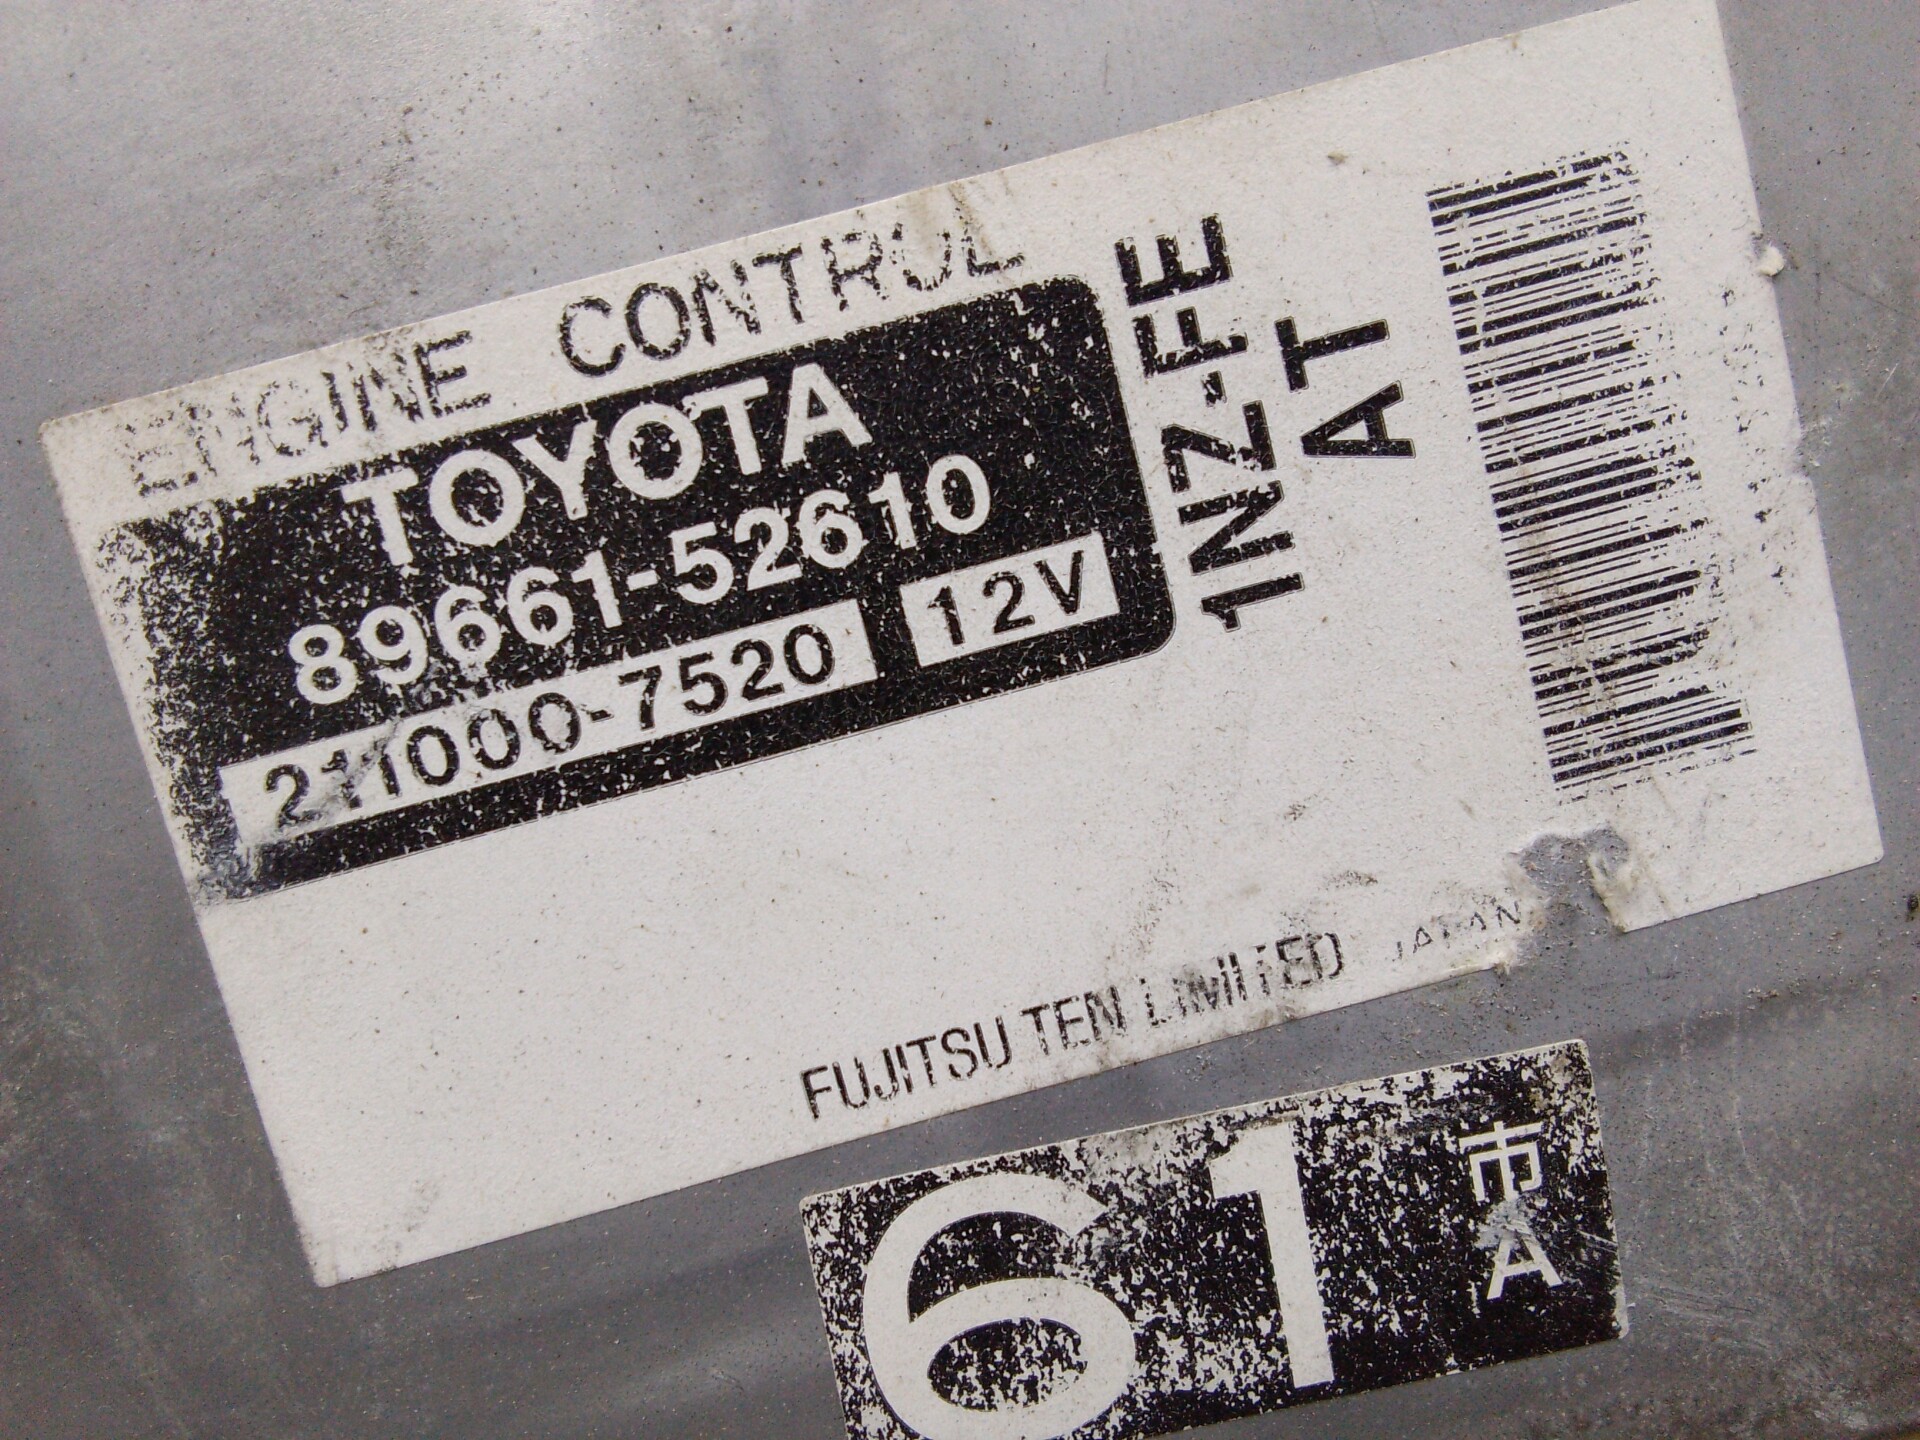 ENGINE CONTROL
TOYOTA
89661-52610
211000-7520 12V
1NZ-FE
AT
FUJITSU TEN LIMITED JAPAN
61
市
A